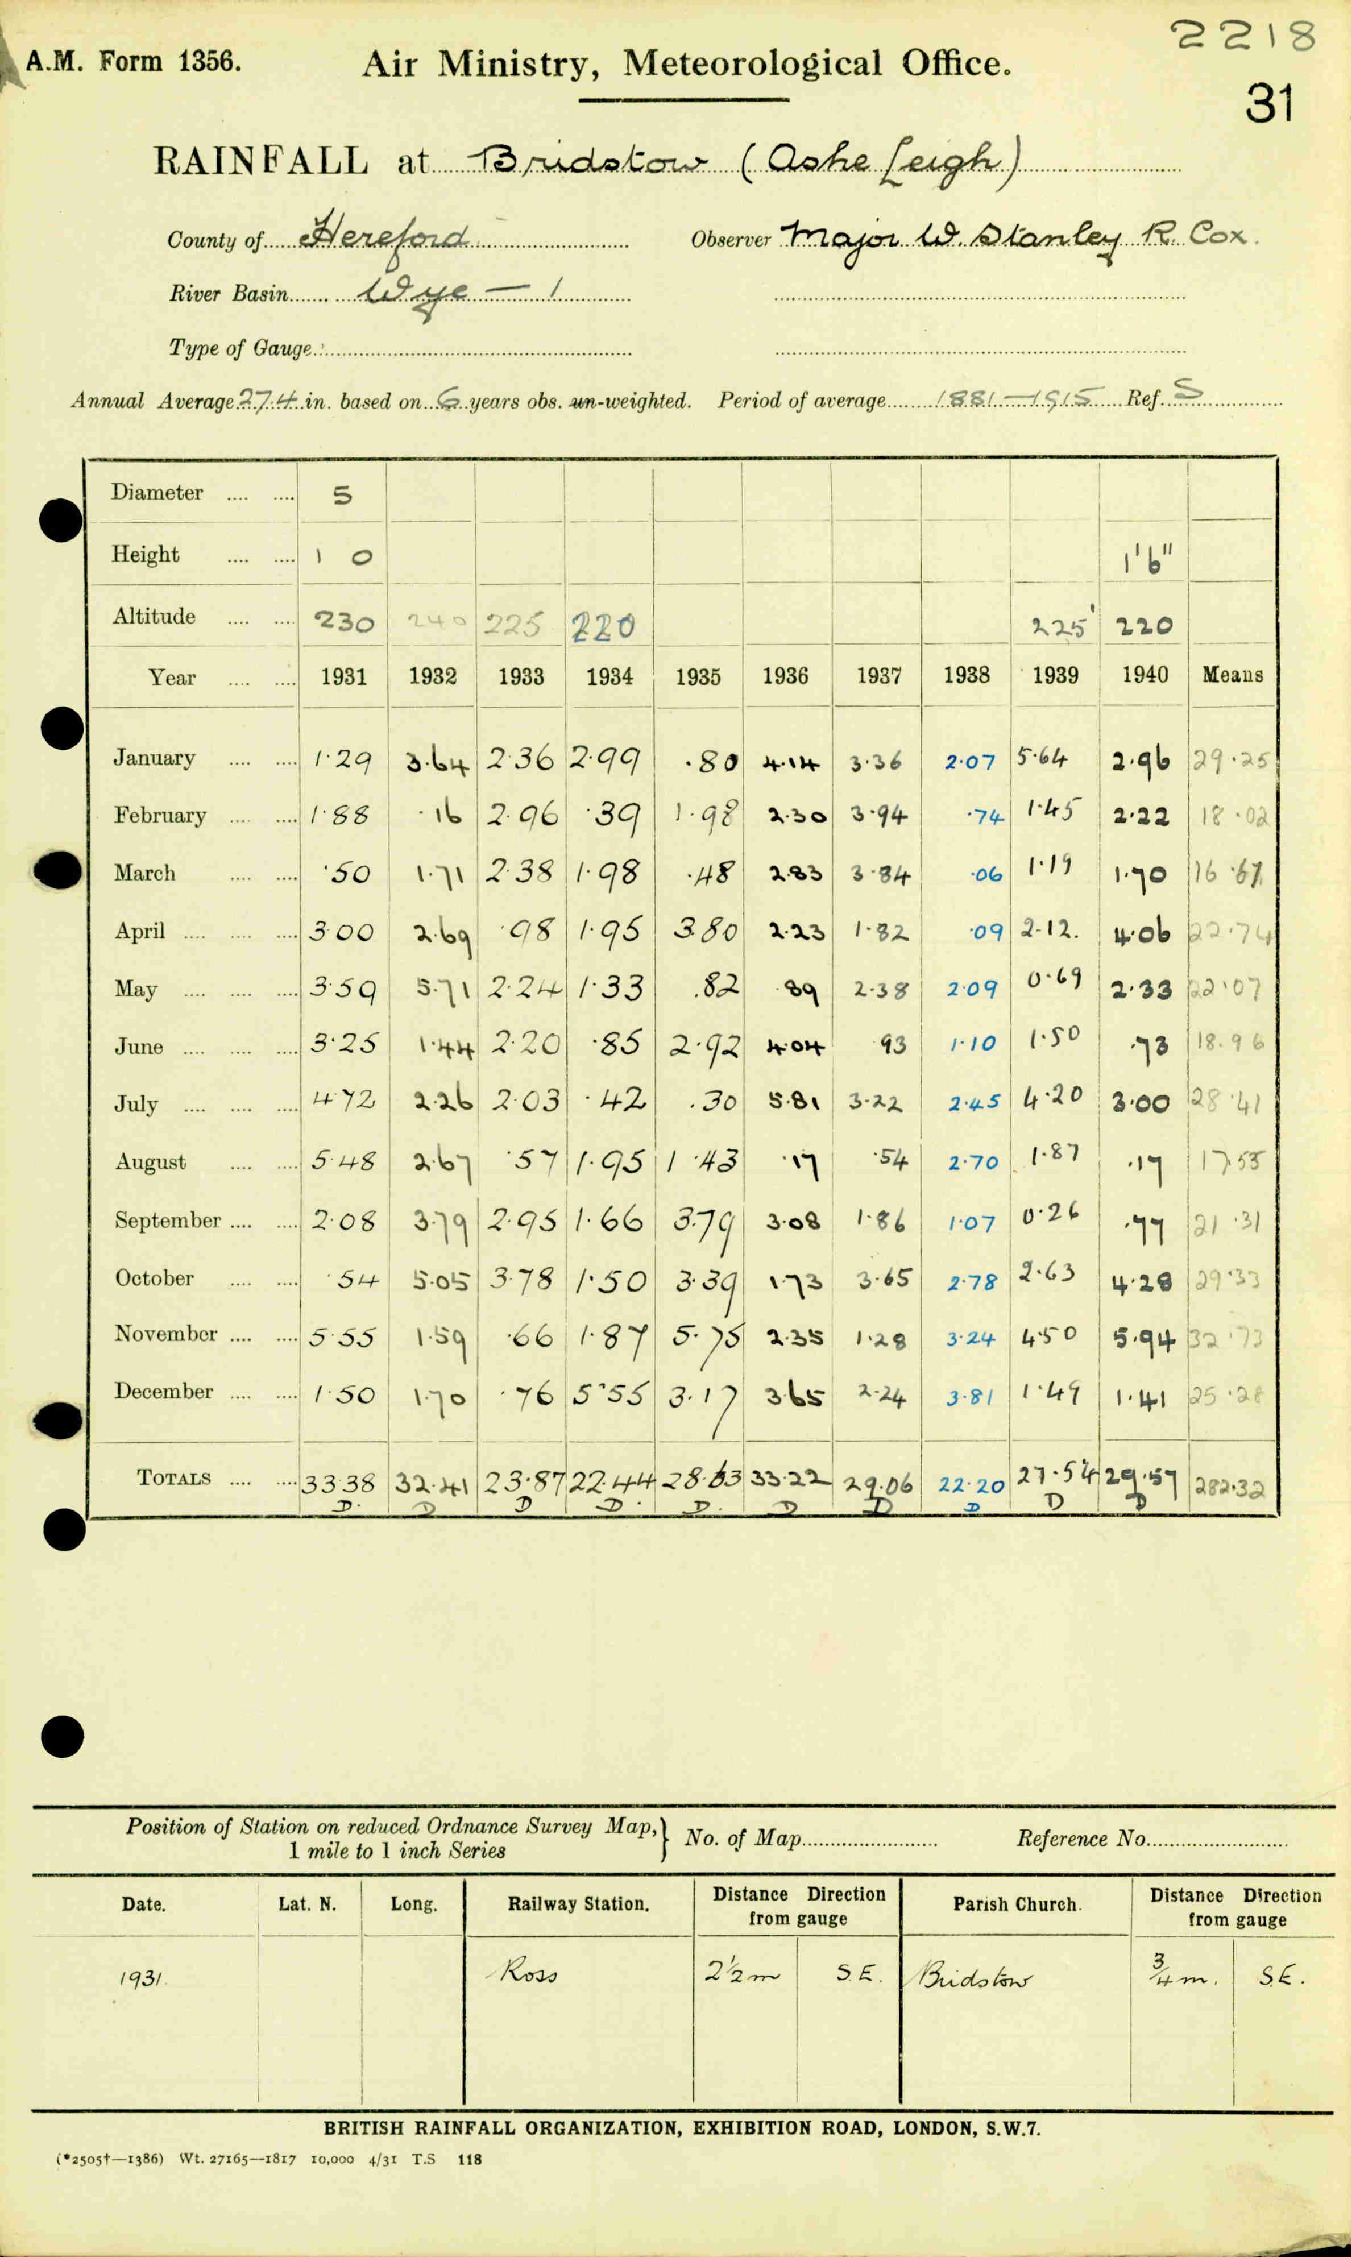 2218
A.M. Form 1356. Air Ministry, Meteorological Office.
31
RAINFALL at Bridstow (Ashe Leigh)
County of Hereford Observer Major W. Stanley R. Cox.
River Basin Wye — 1
Type of Gauge
Annual Average 27.4 in. based on 6 years obs. un-weighted. Period of average 1881—1915 Ref. S
Diameter 5
Height 1 0 1'6"
Altitude 230 240 225 220 225' 220
Year 1931 1932 1933 1934 1935 1936 1937 1938 1939 1940 Means
January 1·29 3·64 2·36 2·99 ·80 4·14 3·36 2·07 5·64 2·96 29·25
February 1·88 ·16 2·96 ·39 1·98 2·30 3·94 ·74 1·45 2·22 18·02
March ·50 1·71 2·38 1·98 ·48 2·83 3·84 ·06 1·19 1·70 16·67
April 3·00 2·69 ·98 1·95 3·80 2·23 1·82 ·09 2·12 4·06 22·74
May 3·59 5·71 2·24 1·33 ·82 ·89 2·38 2·09 0·69 2·33 22·07
June 3·25 1·44 2·20 ·85 2·92 4·04 ·93 1·10 1·50 ·73 18·96
July 4·72 2·26 2·03 ·42 ·30 5·81 3·22 2·45 4·20 3·00 28·41
August 5·48 2·67 ·57 1·95 1·43 ·17 ·54 2·70 1·87 ·17 17·55
September 2·08 3·79 2·95 1·66 3·79 3·08 1·86 1·07 0·26 ·77 21·31
October ·54 5·05 3·78 1·50 3·39 1·73 3·65 2·78 2·63 4·28 29·33
November 5·55 1·59 ·66 1·87 5·75 2·35 1·28 3·24 4·50 5·94 32·73
December 1·50 1·70 ·76 5·55 3·17 3·65 2·24 3·81 1·49 1·41 25·28
TOTALS 33·38 32·41 23·87 22·44 28·63 33·22 29·06 22·20 27·54 29·57 282·32
D. D D D. D. D D D D D
Position of Station on reduced Ordnance Survey Map,} No. of Map Reference No.
1 mile to 1 inch Series
Date. Lat. N. Long. Railway Station. Distance Direction from gauge Parish Church. Distance Direction from gauge
1931. Ross 2½m S.E. Bridstow ¾m. S.E.
BRITISH RAINFALL ORGANIZATION, EXHIBITION ROAD, LONDON, S.W.7.
(*2505†—1386) Wt. 27165—1817 10,000 4/31 T.S 118